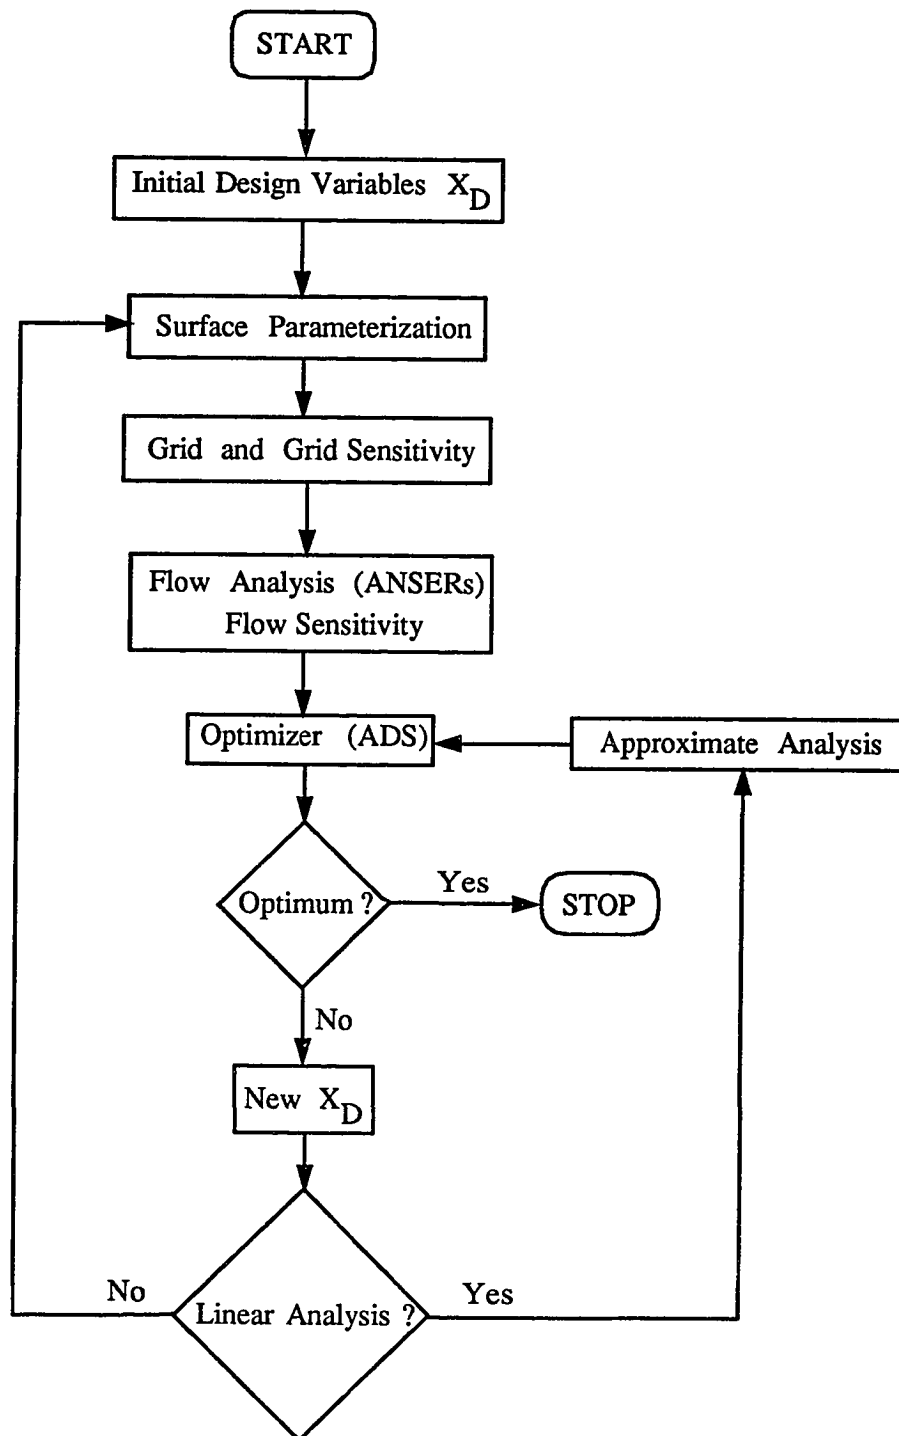 START
Initial Design Variables X_D
Surface Parameterization
Grid and Grid Sensitivity
Flow Analysis (ANSERs)
Flow Sensitivity
Optimizer (ADS)
Approximate Analysis
Optimum ?
Yes
STOP
No
New X_D
No
Linear Analysis ?
Yes